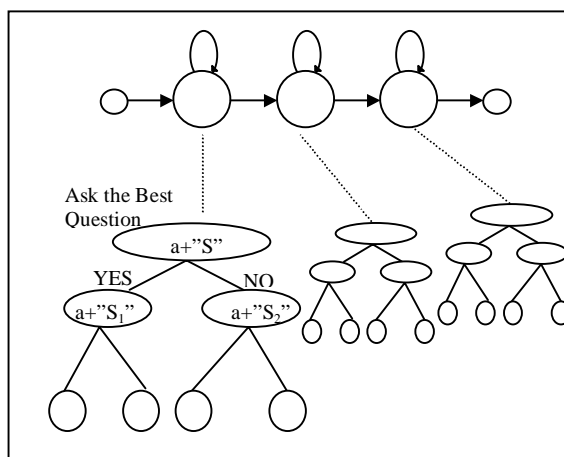 Ask the Best
Question
a+”S”
YES
NO
a+”S₁”
a+”S₂”